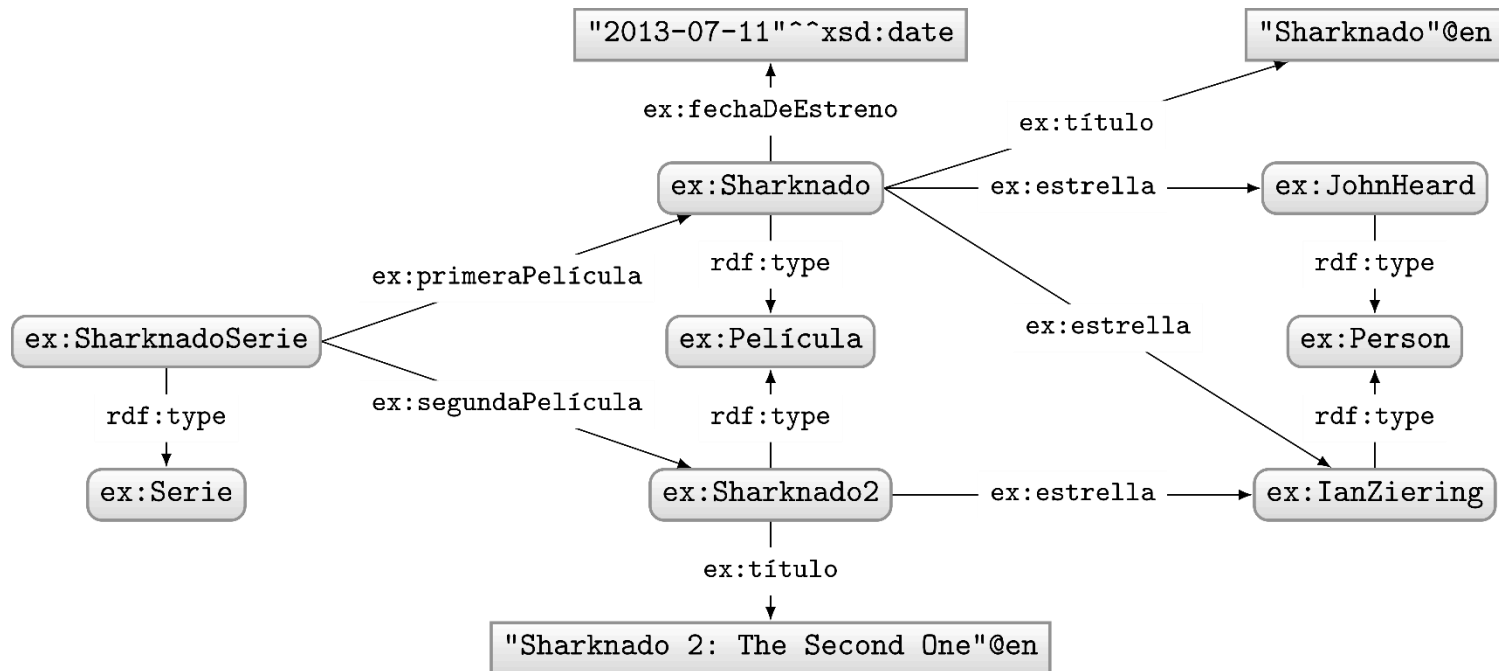 "2013-07-11"^^xsd:date
"Sharknado"@en
ex:fechaDeEstreno
ex:título
ex:Sharknado
ex:estrella
ex:JohnHeard
ex:primeraPelícula
rdf:type
rdf:type
ex:SharknadoSerie
ex:Película
ex:estrella
ex:Person
rdf:type
ex:segundaPelícula
rdf:type
rdf:type
ex:Serie
ex:Sharknado2
ex:estrella
ex:IanZiering
ex:título
"Sharknado 2: The Second One"@en